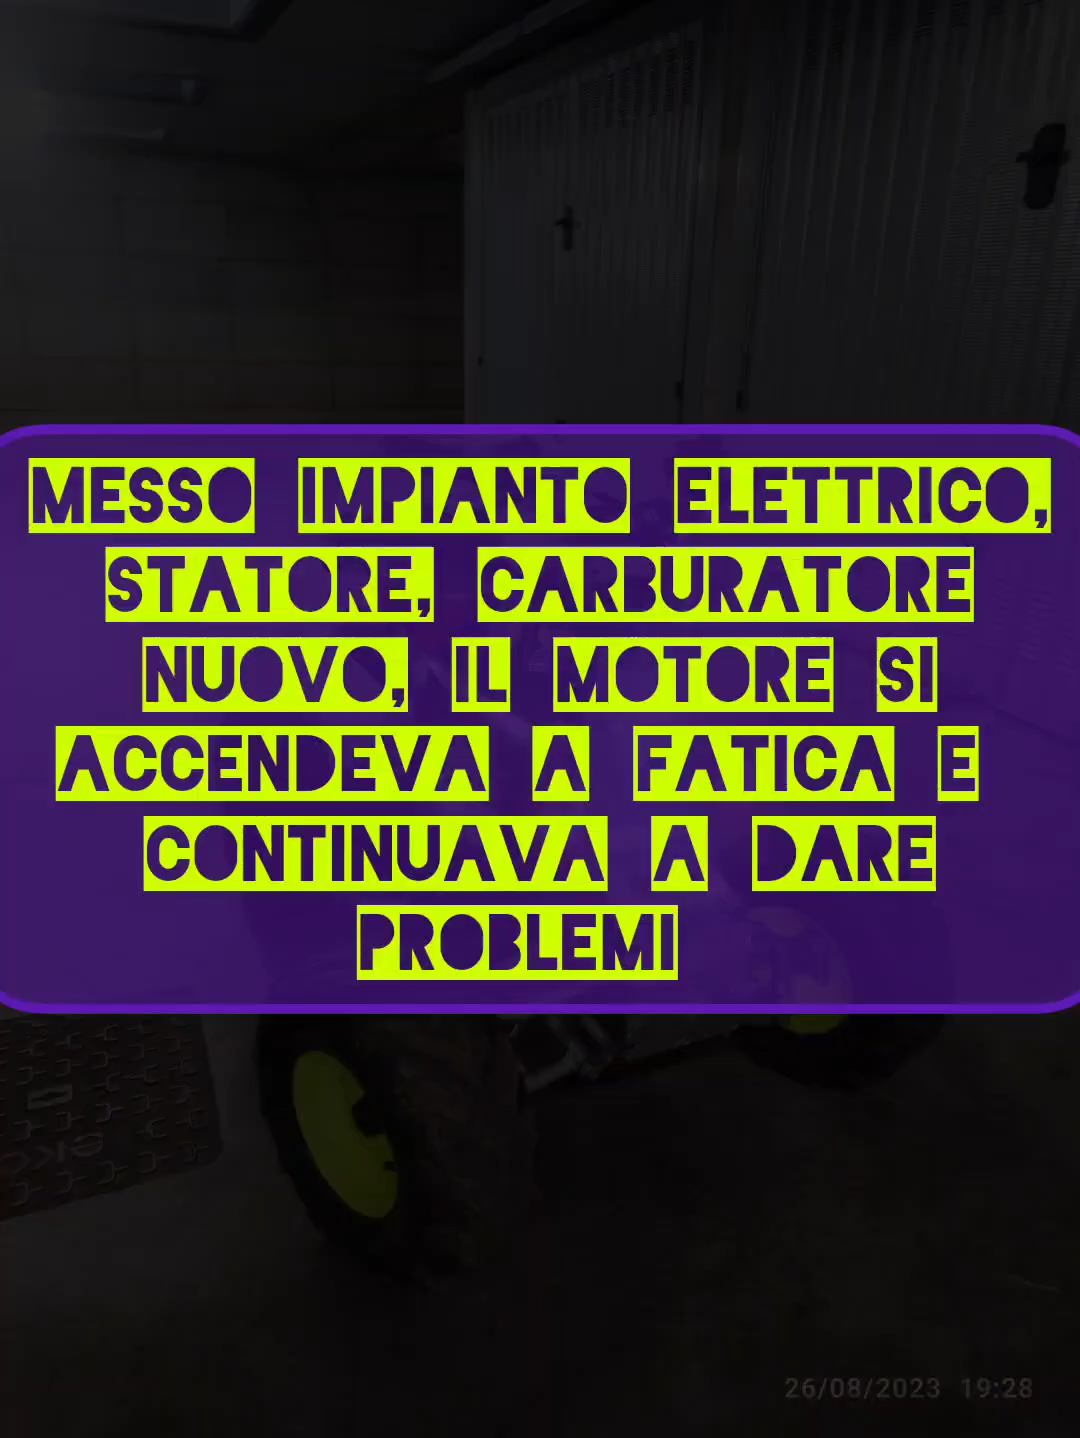 MESSO IMPIANTO ELETTRICO,
STATORE, CARBURATORE
NUOVO, IL MOTORE SI
ACCENDEVA A FATICA E
CONTINUAVA A DARE
PROBLEMI
26/08/2023 19:28